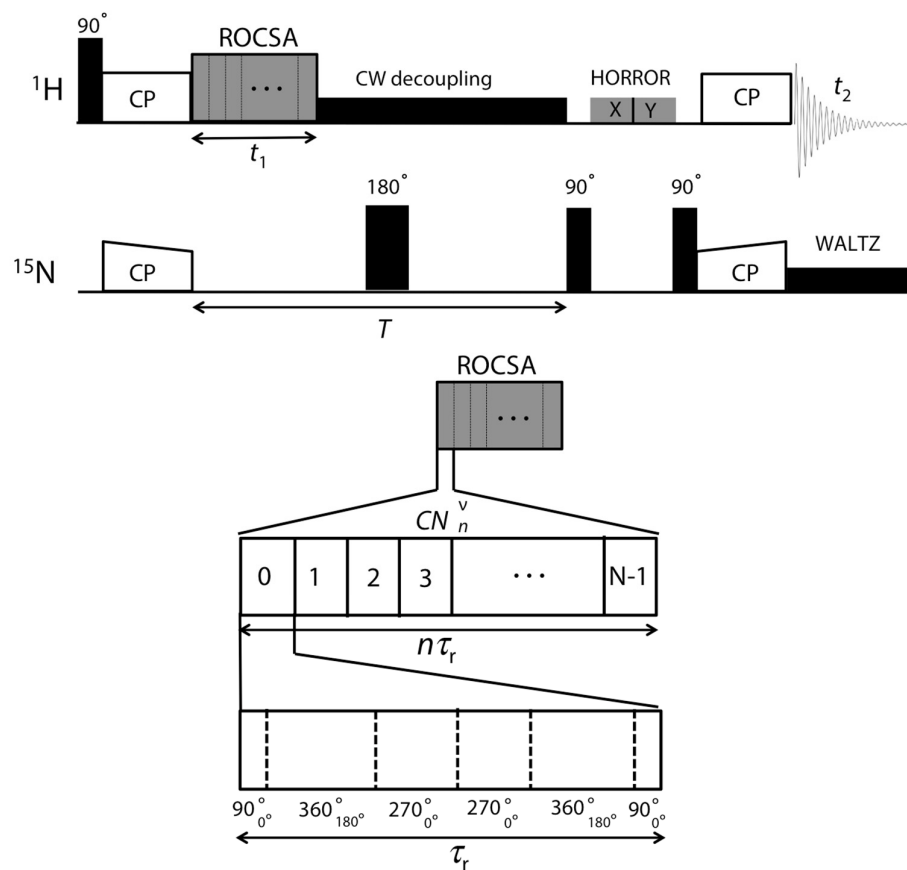 90°
ROCSA
¹H
CP
•••
CW decoupling
HORROR
X Y
CP
t₂
t₁
180°
90°
90°
¹⁵N
CP
CP
WALTZ
T
ROCSA
•••
CNₙ^ν
0 1 2 3 ••• N-1
nτᵣ
90°₀° 360°₁₈₀° 270°₀° 270°₀° 360°₁₈₀° 90°₀°
τᵣ